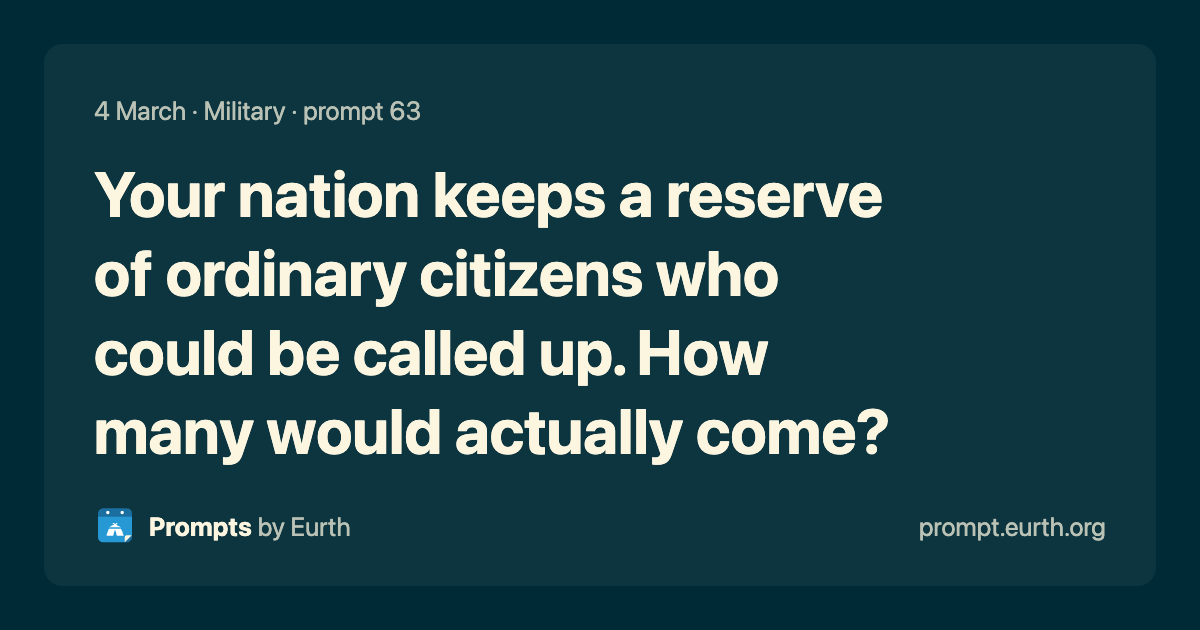 4 March · Military · prompt 63
Your nation keeps a reserve
of ordinary citizens who
could be called up. How
many would actually come?
Prompts by Eurth
prompt.eurth.org